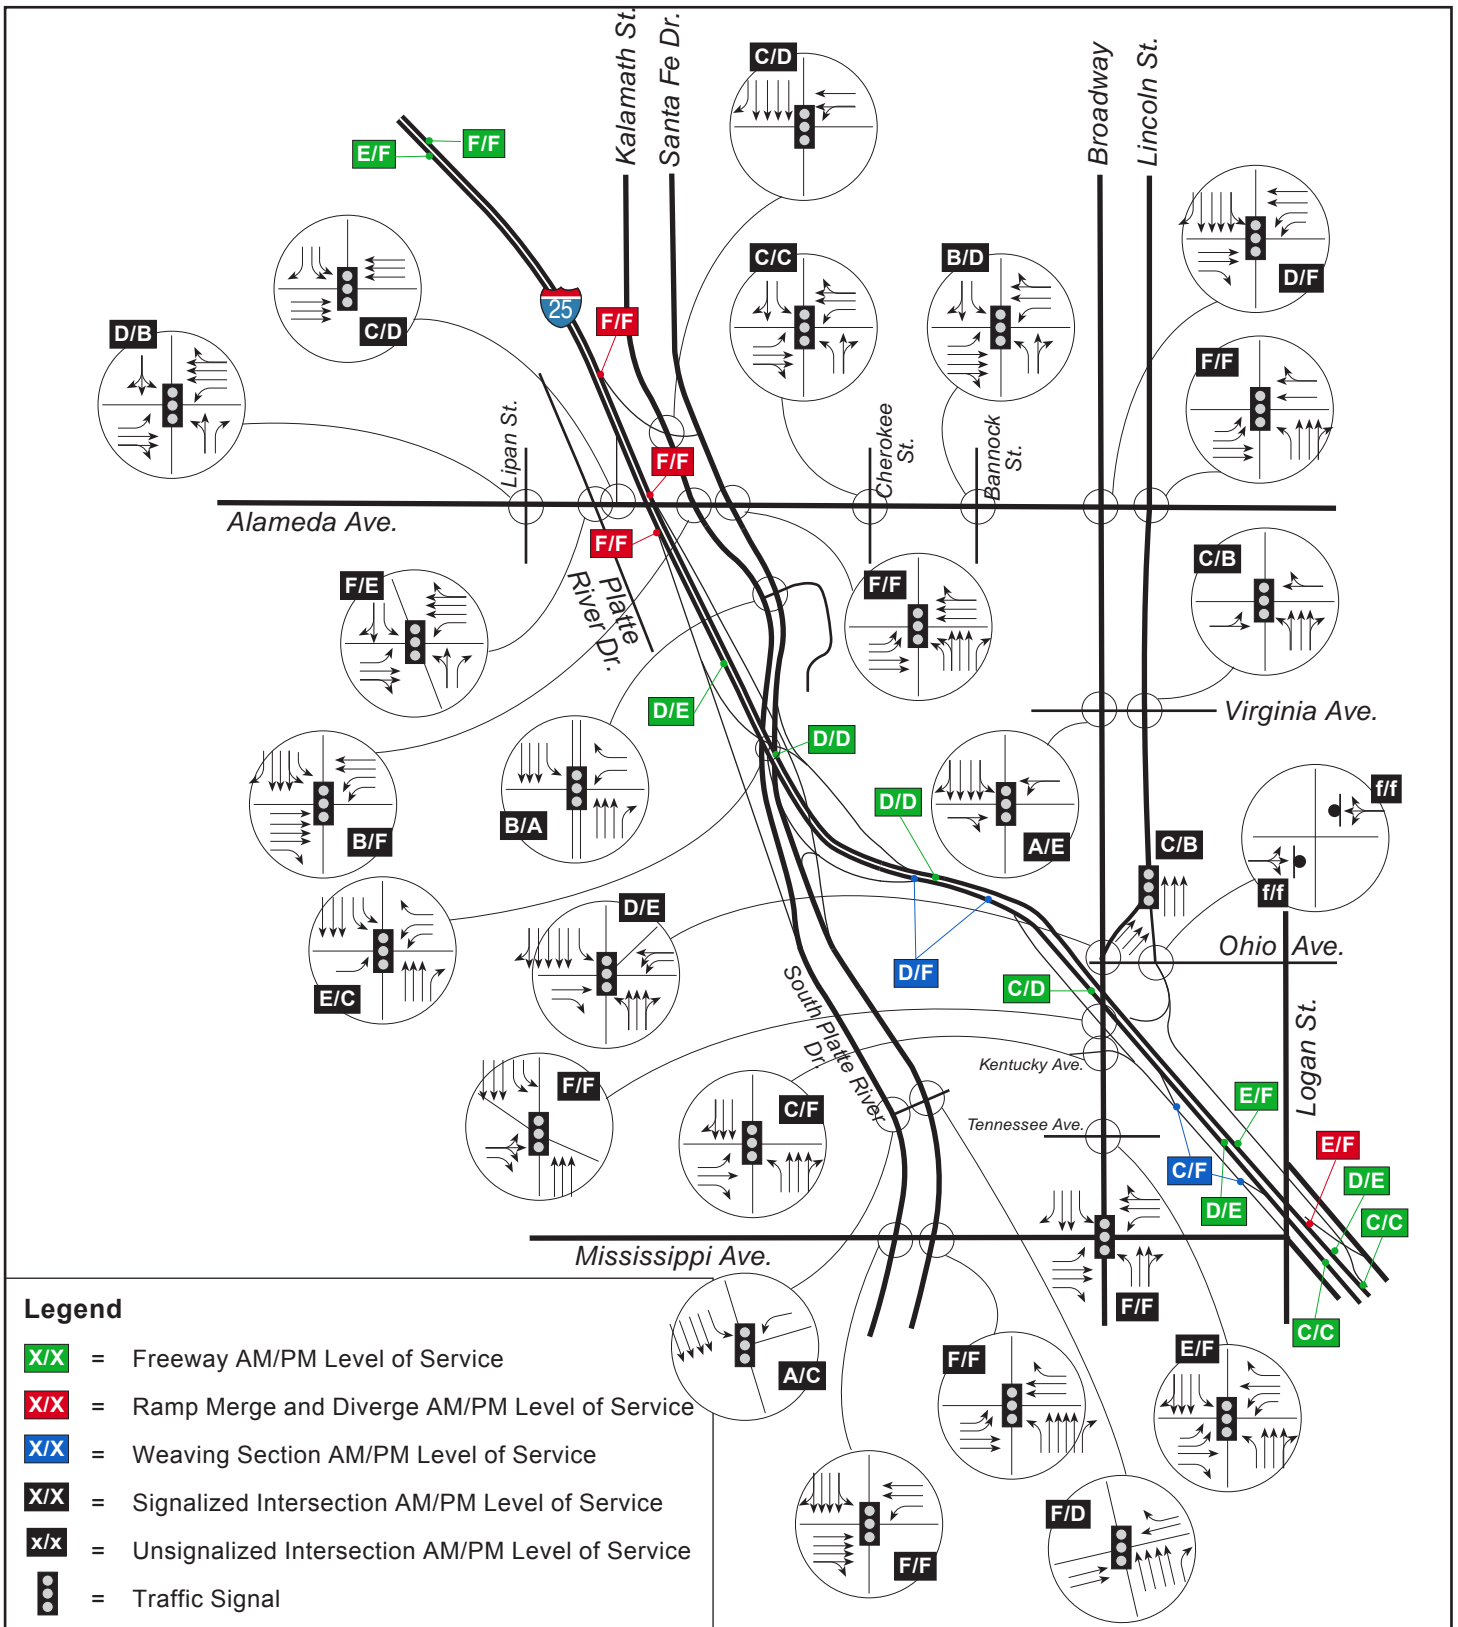 Kalamath St.
Santa Fe Dr.
Broadway
Lincoln St.
C/D
F/F
E/F
C/C
B/D
D/F
25
F/F
C/D
D/B
F/F
Lipan St.
F/F
Cherokee
St.
Bannock
St.
Alameda Ave.
F/F
C/B
F/E
Platte
River Dr.
F/F
D/E
Virginia Ave.
D/D
f/f
D/D
B/F
B/A
A/E
C/B
D/E
f/f
Ohio Ave.
E/C
D/F
C/D
South Platte River
Dr.
Logan St.
Kentucky Ave.
F/F
C/F
E/F
Tennessee Ave.
E/F
C/F
D/E
D/E
C/C
Mississippi Ave.
F/F
C/C
A/C
F/F
E/F
F/D
F/F
Legend
X/X = Freeway AM/PM Level of Service
X/X = Ramp Merge and Diverge AM/PM Level of Service
X/X = Weaving Section AM/PM Level of Service
X/X = Signalized Intersection AM/PM Level of Service
x/x = Unsignalized Intersection AM/PM Level of Service
= Traffic Signal